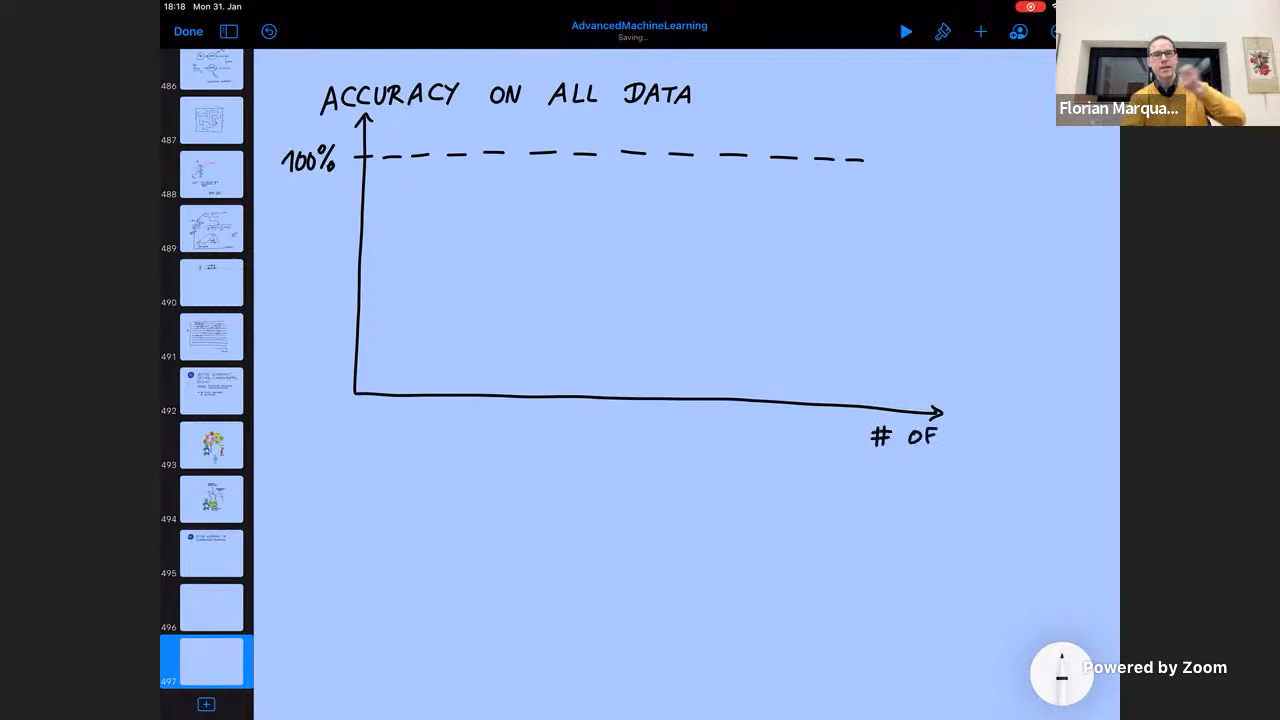 18:18 Mon 31. Jan
Done
AdvancedMachineLearning
Saving...
Florian Marqua...
ACCURACY ON ALL DATA
100%
# OF
486
487
488
489
490
491
492
493
494
495
496
497
Powered by Zoom